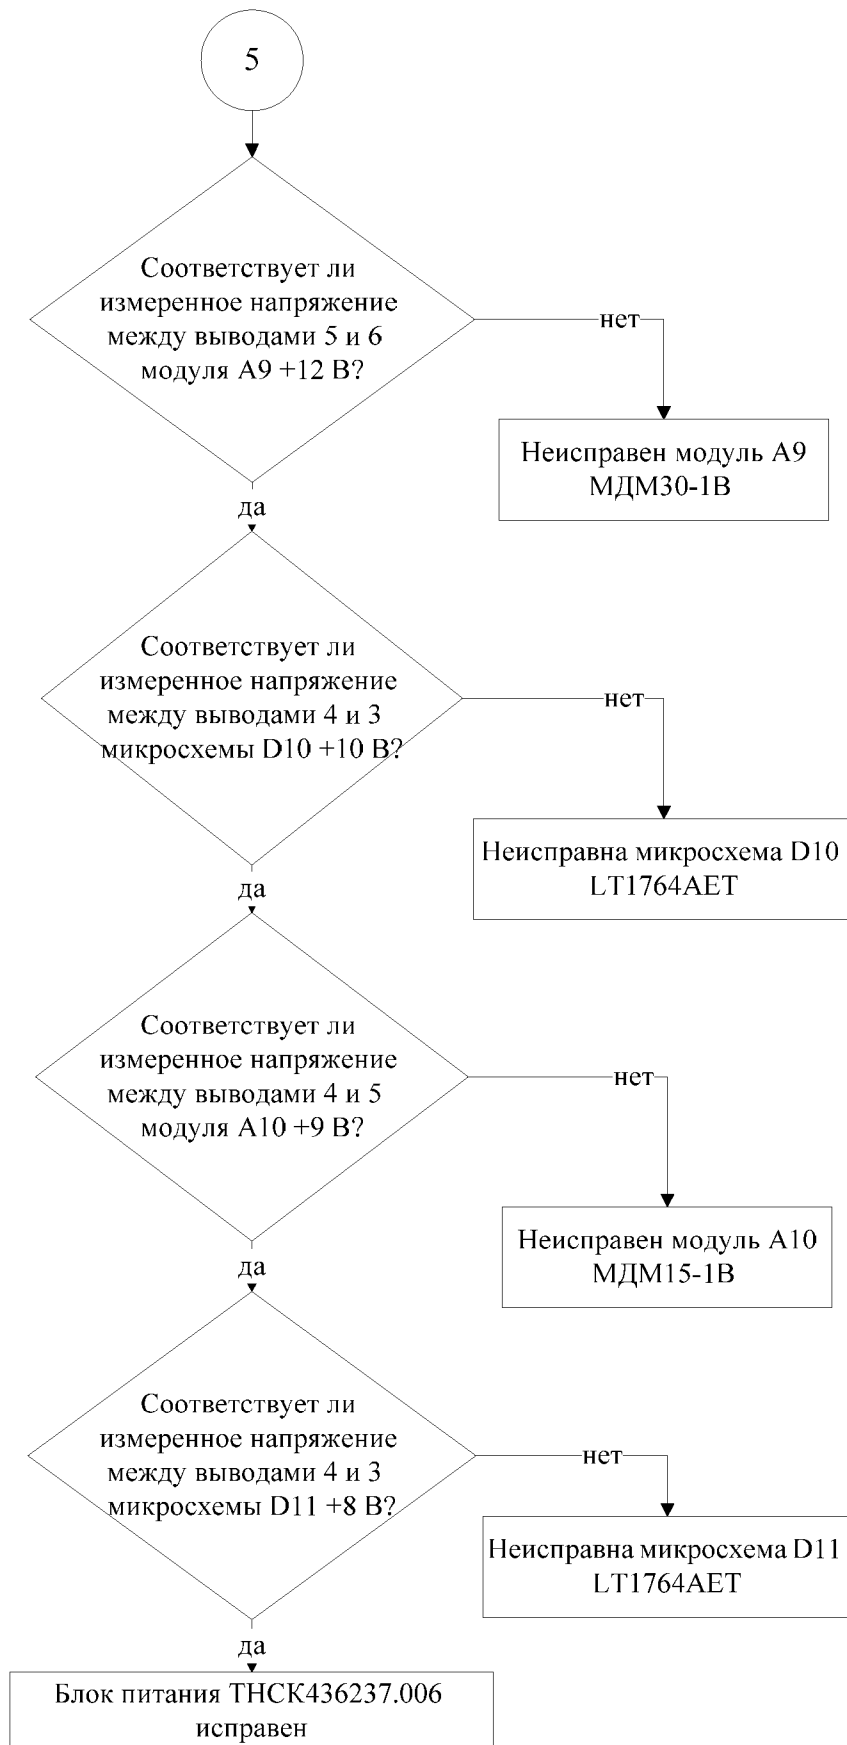 5
Соответствует ли
измеренное напряжение
между выводами 5 и 6
модуля А9 +12 В?
нет
Неисправен модуль А9
МДМ30-1В
да
Соответствует ли
измеренное напряжение
между выводами 4 и 3
микросхемы D10 +10 В?
нет
Неисправна микросхема D10
LT1764AET
да
Соответствует ли
измеренное напряжение
между выводами 4 и 5
модуля А10 +9 В?
нет
Неисправен модуль А10
МДМ15-1В
да
Соответствует ли
измеренное напряжение
между выводами 4 и 3
микросхемы D11 +8 В?
нет
Неисправна микросхема D11
LT1764AET
да
Блок питания ТНСК436237.006
исправен